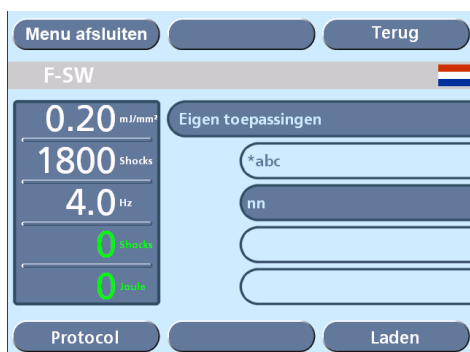 Menu afsluiten
Terug
F-SW
0.20 mJ/mm²
Eigen toepassingen
1800 Shocks
*abc
4.0 Hz
nn
0 Shocks
0 Joule
Protocol
Laden